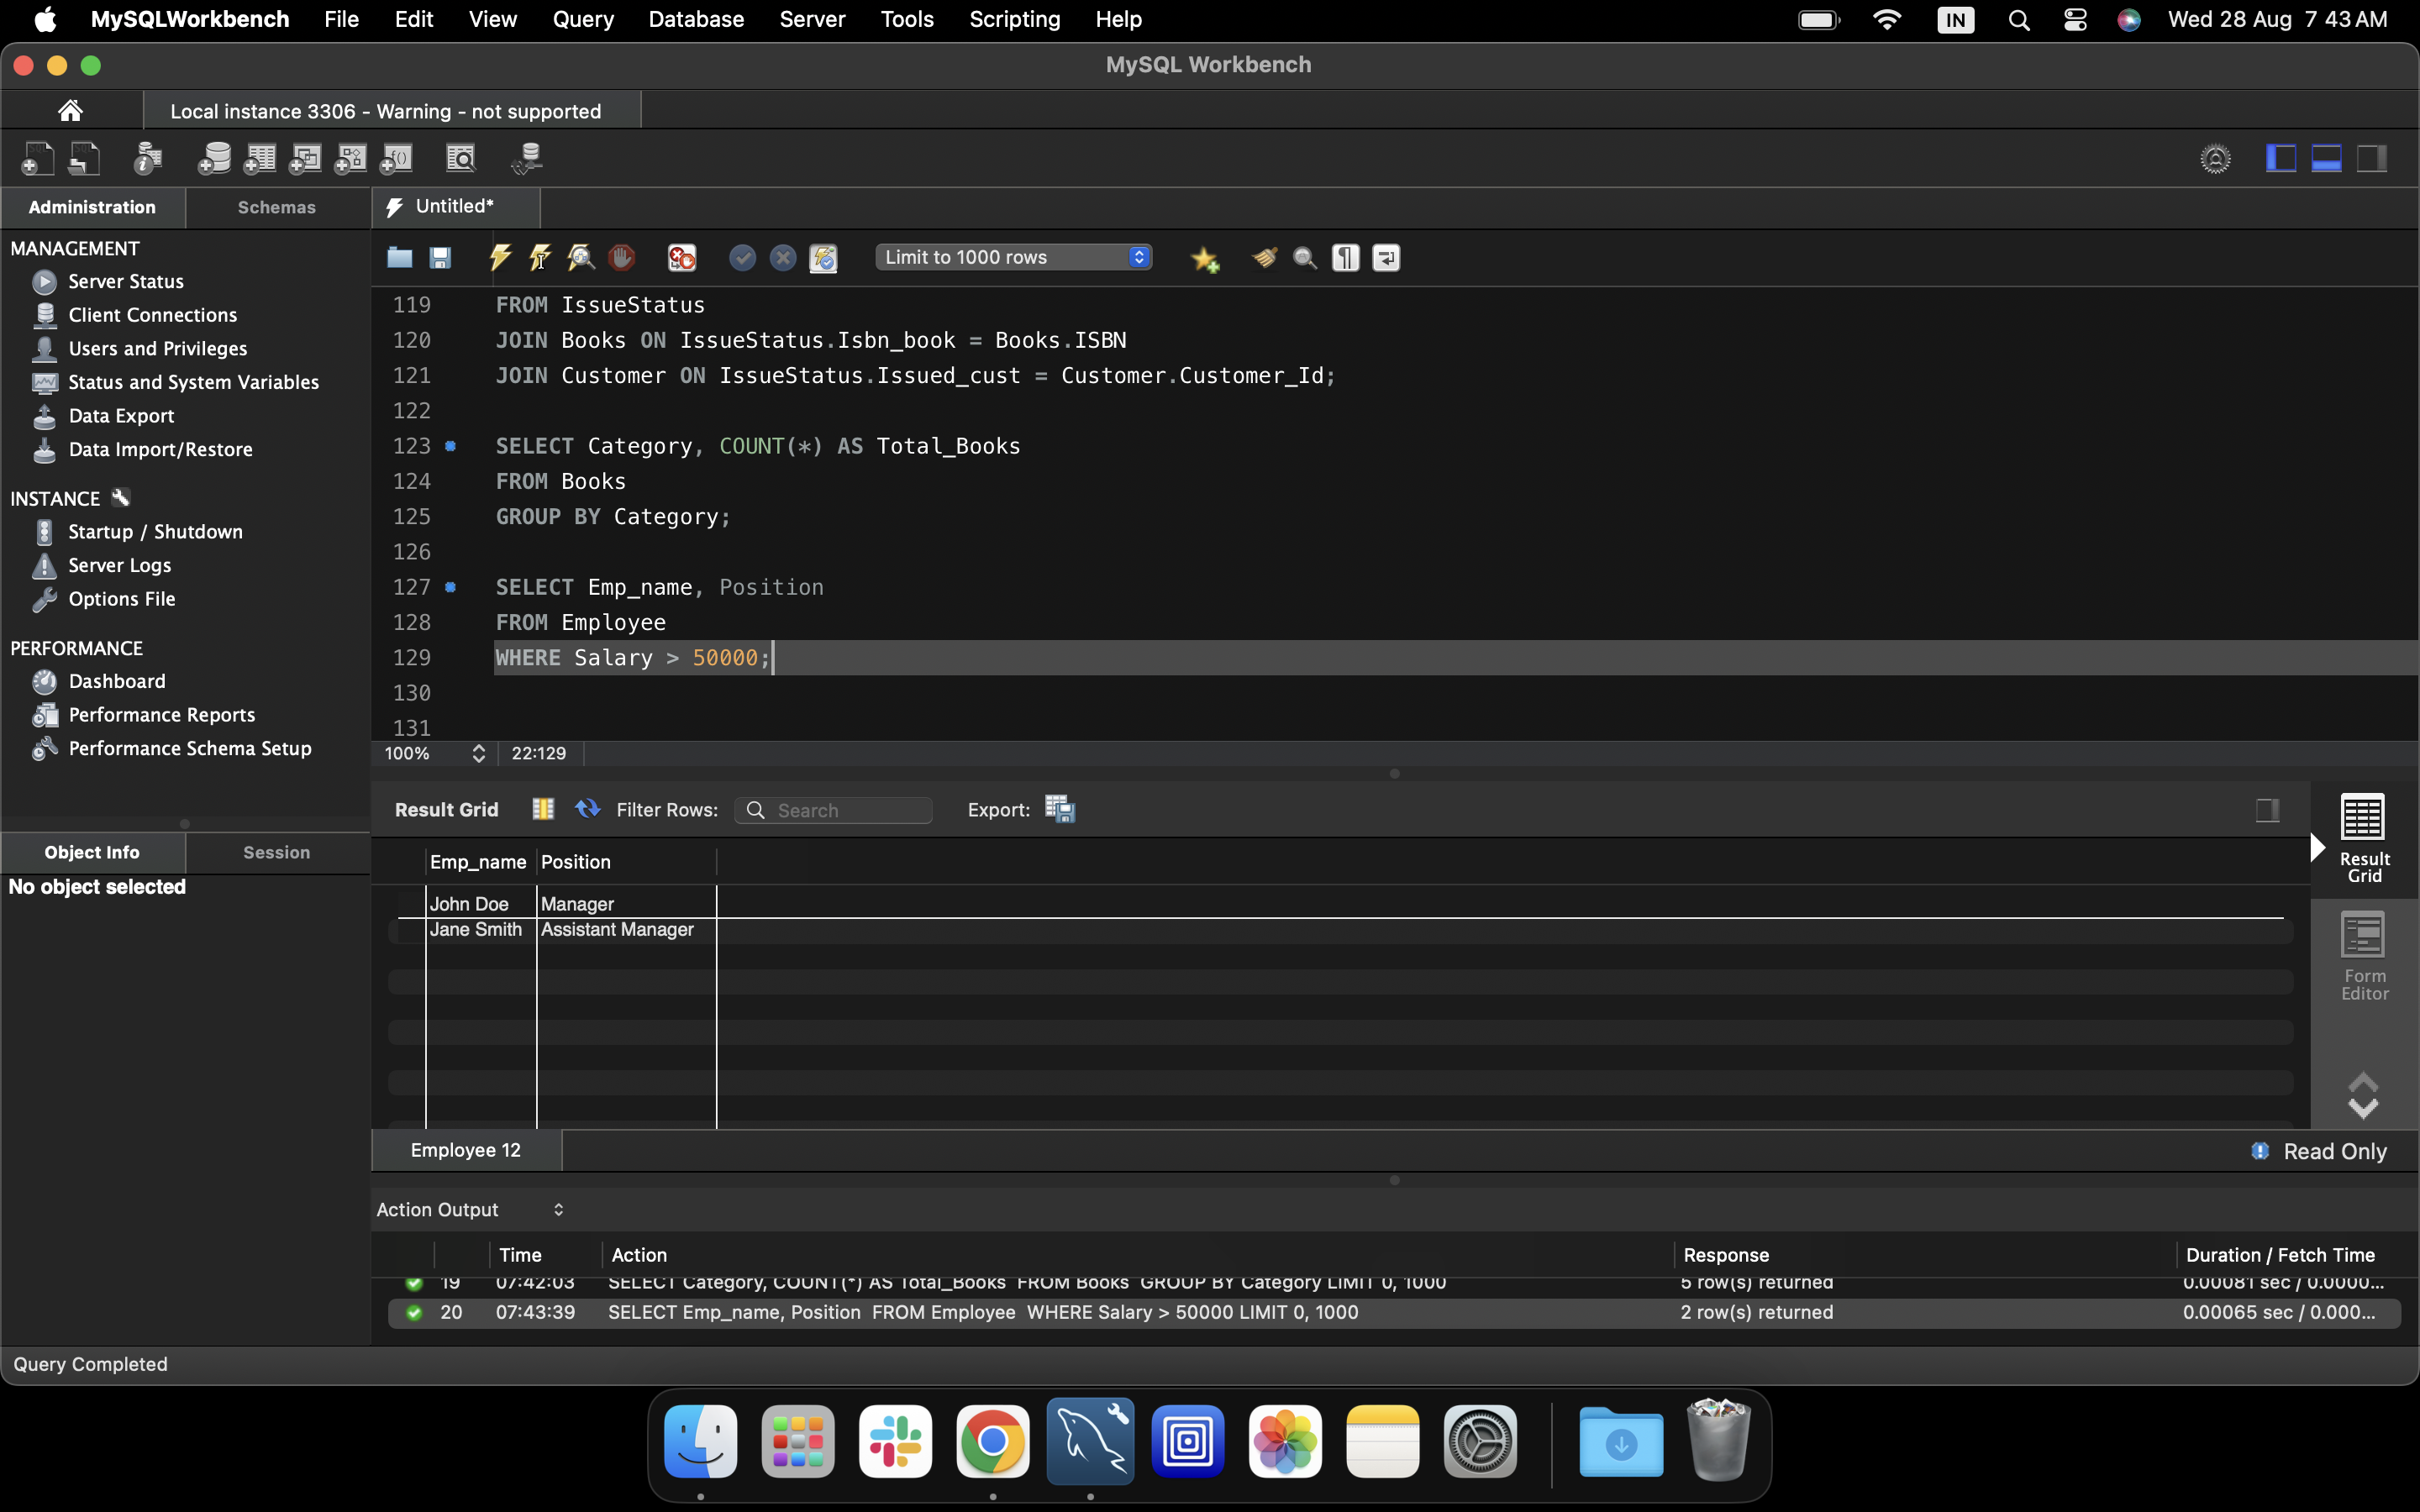 MySQLWorkbench File Edit View Query Database Server Tools Scripting Help IN Wed 28 Aug 7 43 AM
MySQL Workbench
Local instance 3306 - Warning - not supported
Administration Schemas Untitled*
MANAGEMENT
Server Status
Client Connections
Users and Privileges
Status and System Variables
Data Export
Data Import/Restore
INSTANCE
Startup / Shutdown
Server Logs
Options File
PERFORMANCE
Dashboard
Performance Reports
Performance Schema Setup
Object Info Session
No object selected
Limit to 1000 rows
119 FROM IssueStatus
120 JOIN Books ON IssueStatus.Isbn_book = Books.ISBN
121 JOIN Customer ON IssueStatus.Issued_cust = Customer.Customer_Id;
122
123 SELECT Category, COUNT(*) AS Total_Books
124 FROM Books
125 GROUP BY Category;
126
127 SELECT Emp_name, Position
128 FROM Employee
129 WHERE Salary > 50000;
130
131
100% 22:129
Result Grid Filter Rows: Search Export:
Emp_name Position
John Doe Manager
Jane Smith Assistant Manager
Result
Grid
Form
Editor
Employee 12 Read Only
Action Output
Time Action Response Duration / Fetch Time
19 07:42:03 SELECT Category, COUNT(*) AS Total_Books FROM Books GROUP BY Category LIMIT 0, 1000 5 row(s) returned 0.00081 sec / 0.0000...
20 07:43:39 SELECT Emp_name, Position FROM Employee WHERE Salary > 50000 LIMIT 0, 1000 2 row(s) returned 0.00065 sec / 0.000...
Query Completed